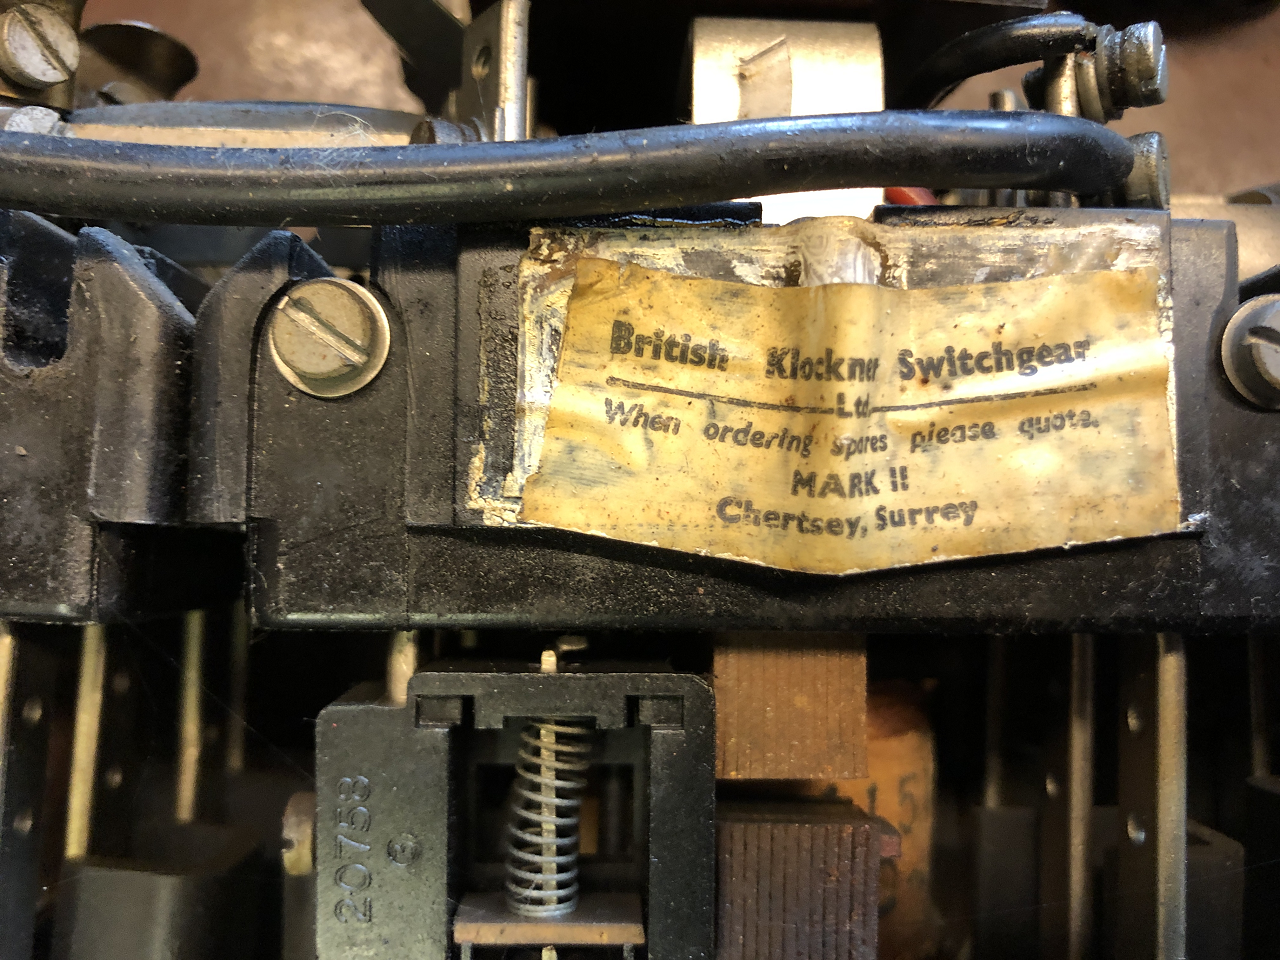 British Klockner Switchgear
Ltd
When ordering spares please quote.
MARK II
Chertsey, Surrey
20758
G